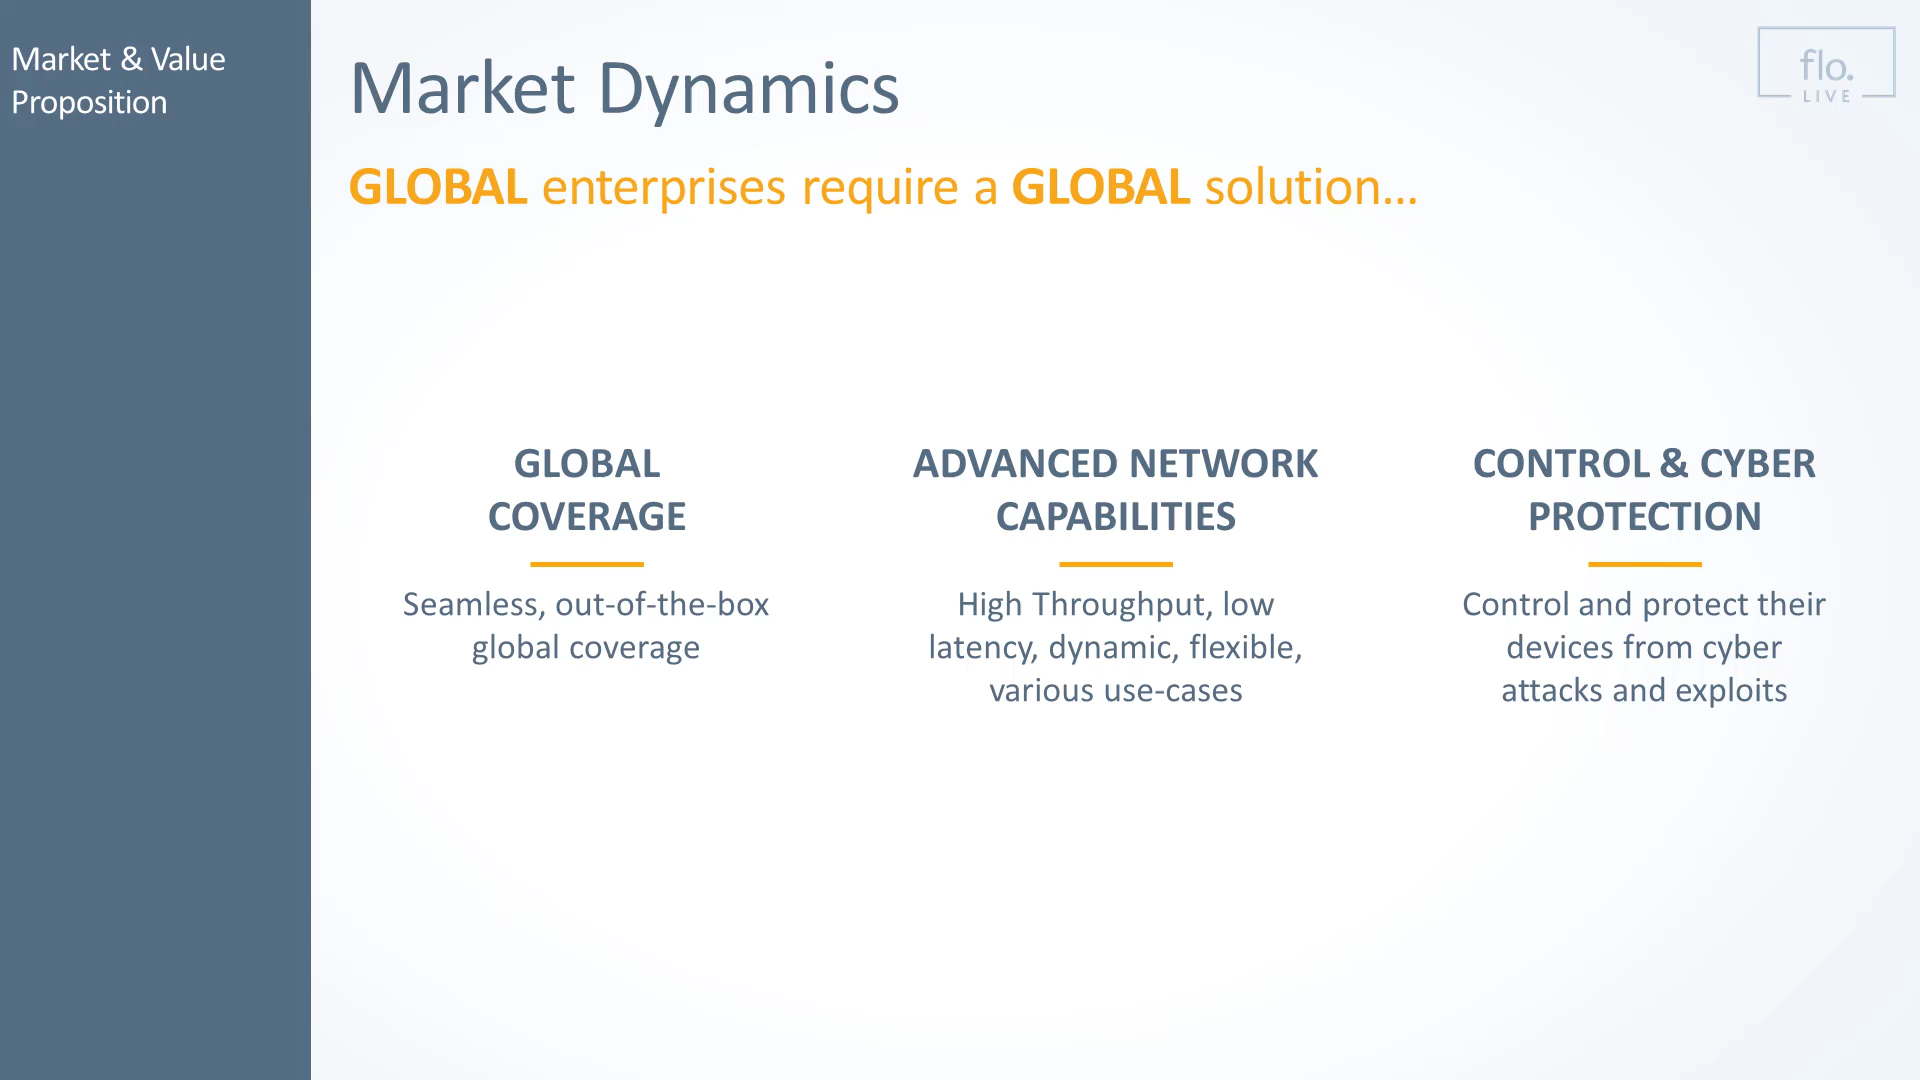 Market & Value
Proposition
Market Dynamics
flo.
LIVE
GLOBAL enterprises require a GLOBAL solution...
GLOBAL
COVERAGE
Seamless, out-of-the-box
global coverage
ADVANCED NETWORK
CAPABILITIES
High Throughput, low
latency, dynamic, flexible,
various use-cases
CONTROL & CYBER
PROTECTION
Control and protect their
devices from cyber
attacks and exploits